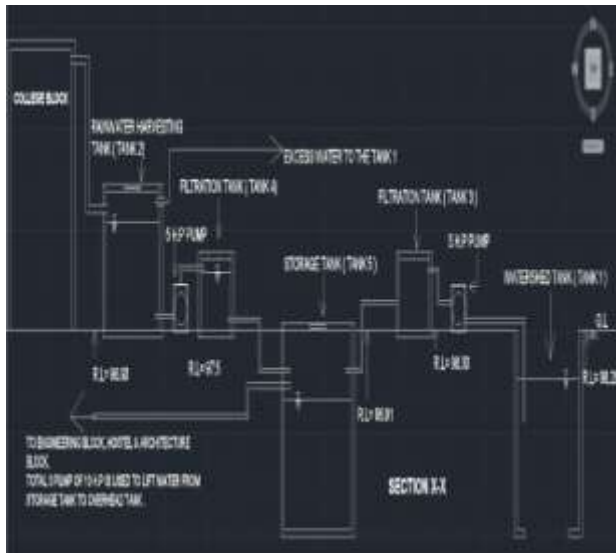 COLLEGE BLOCK
RAINWATER HARVESTING
TANK ( TANK 2)
EXCESS WATER TO THE TANK 1
FILTRATION TANK ( TANK 4)
FILTRATION TANK ( TANK 3 )
5 H.P PUMP
5 H.P PUMP
STORAGE TANK ( TANK 5 )
WATERSHED TANK ( TANK 1 )
G.L
R.L= 97.5
TO ENGINEERING BLOCK, HOSTEL & ARCHITECTURE
BLOCK.
TOTAL 3 PUMP OF 10 H.P IS USED TO LIFT WATER FROM
STORAGE TANK TO OVERHEAD TANK.
SECTION X-X